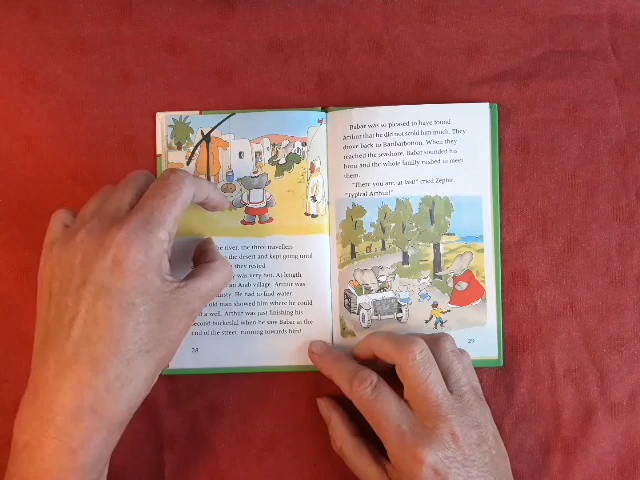 he river, the three travellers
the desert and kept going until
they rested
y was very hot. At length
an Arab village. Arthur was
He had to find water.
old man showed him where he could
d a well. Arthur was just finishing his
second bucketful when he saw Babar at the
end of the street, running towards him!
28
Babar was so pleased to have found
Arthur that he did not scold him much. They
drove back to Baribarbotton. When they
reached the seashore, Babar sounded his
horn and the whole family rushed to meet
them.
"There you are, at last!" cried Zephir.
"Typical Arthur!"
29